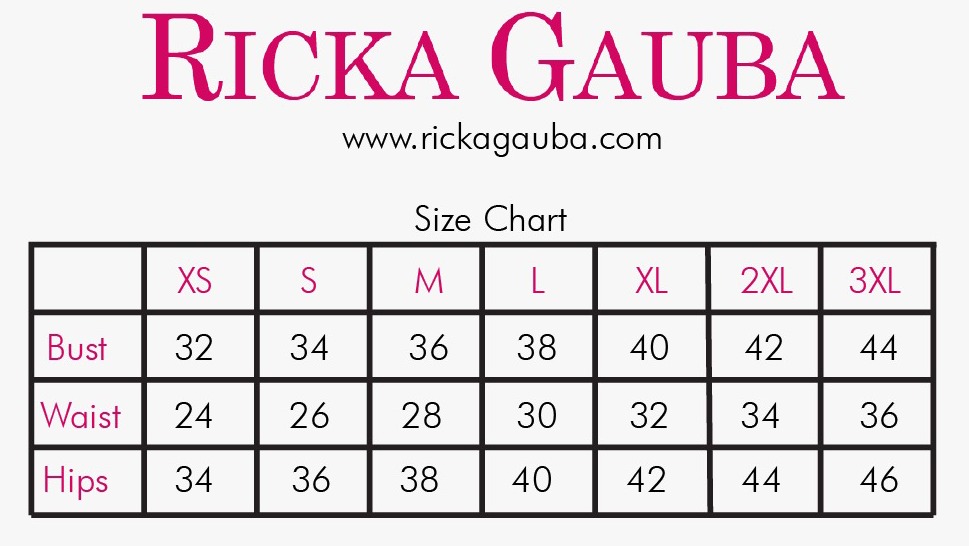 RICKA GAUBA
www.rickagauba.com
Size Chart
XS S M L XL 2XL 3XL
Bust 32 34 36 38 40 42 44
Waist 24 26 28 30 32 34 36
Hips 34 36 38 40 42 44 46